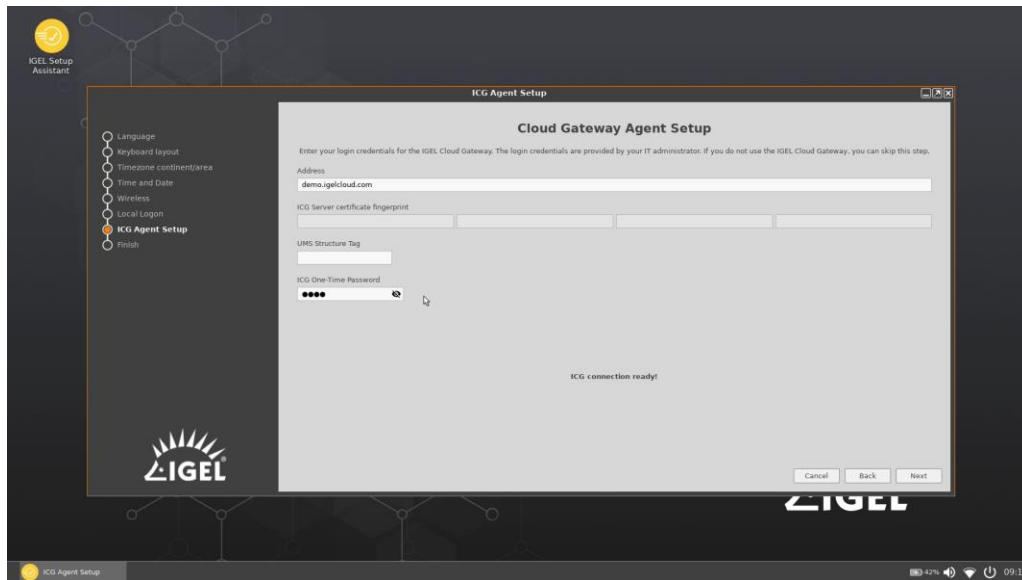 IGEL Setup
Assistant
ICG Agent Setup
Language
Keyboard layout
Timezone continent/area
Time and Date
Wireless
Local Logon
ICG Agent Setup
Finish
IGEL
Cloud Gateway Agent Setup
Enter your login credentials for the IGEL Cloud Gateway. The login credentials are provided by your IT administrator. If you do not use the IGEL Cloud Gateway, you can skip this step.
Address
demo.igelcloud.com
ICG Server certificate fingerprint
UMS Structure Tag
ICG One-Time Password
ICG connection ready!
Cancel Back Next
IGEL
ICG Agent Setup
42%